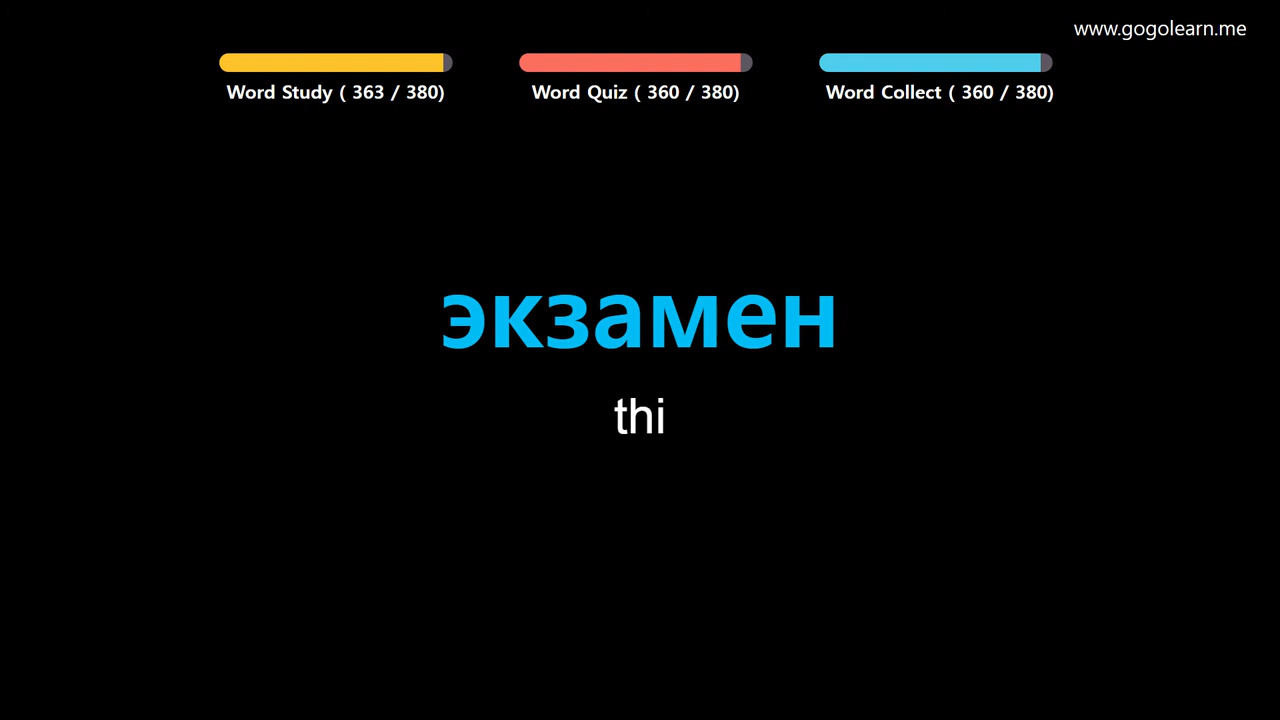 www.gogolearn.me
Word Study ( 363 / 380)
Word Quiz ( 360 / 380)
Word Collect ( 360 / 380)
экзамен
thi